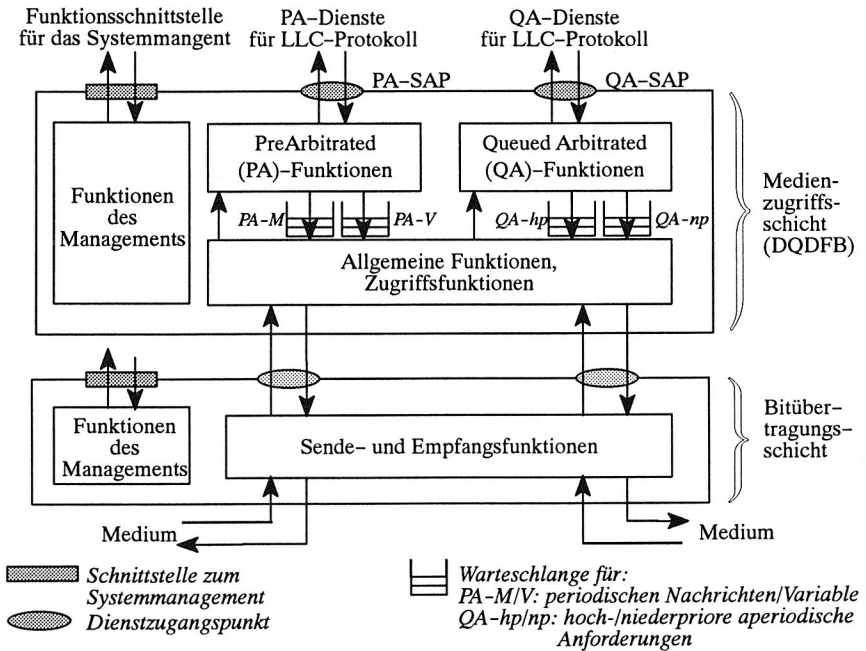 Funktionsschnittstelle
für das Systemmangent
PA-Dienste
für LLC-Protokoll
QA-Dienste
für LLC-Protokoll
PA-SAP
QA-SAP
Funktionen
des
Managements
PreArbitrated
(PA)-Funktionen
Queued Arbitrated
(QA)-Funktionen
PA-M
PA-V
QA-hp
QA-np
Allgemeine Funktionen,
Zugriffsfunktionen
Medien-
zugriffs-
schicht
(DQDFB)
Funktionen
des
Managements
Sende- und Empfangsfunktionen
Bitüber-
tragungs-
schicht
Medium
Medium
Schnittstelle zum
Systemmanagement
Dienstzugangspunkt
Warteschlange für:
PA-M/V: periodischen Nachrichten/Variable
QA-hp/np: hoch-/niederpriore aperiodische
Anforderungen